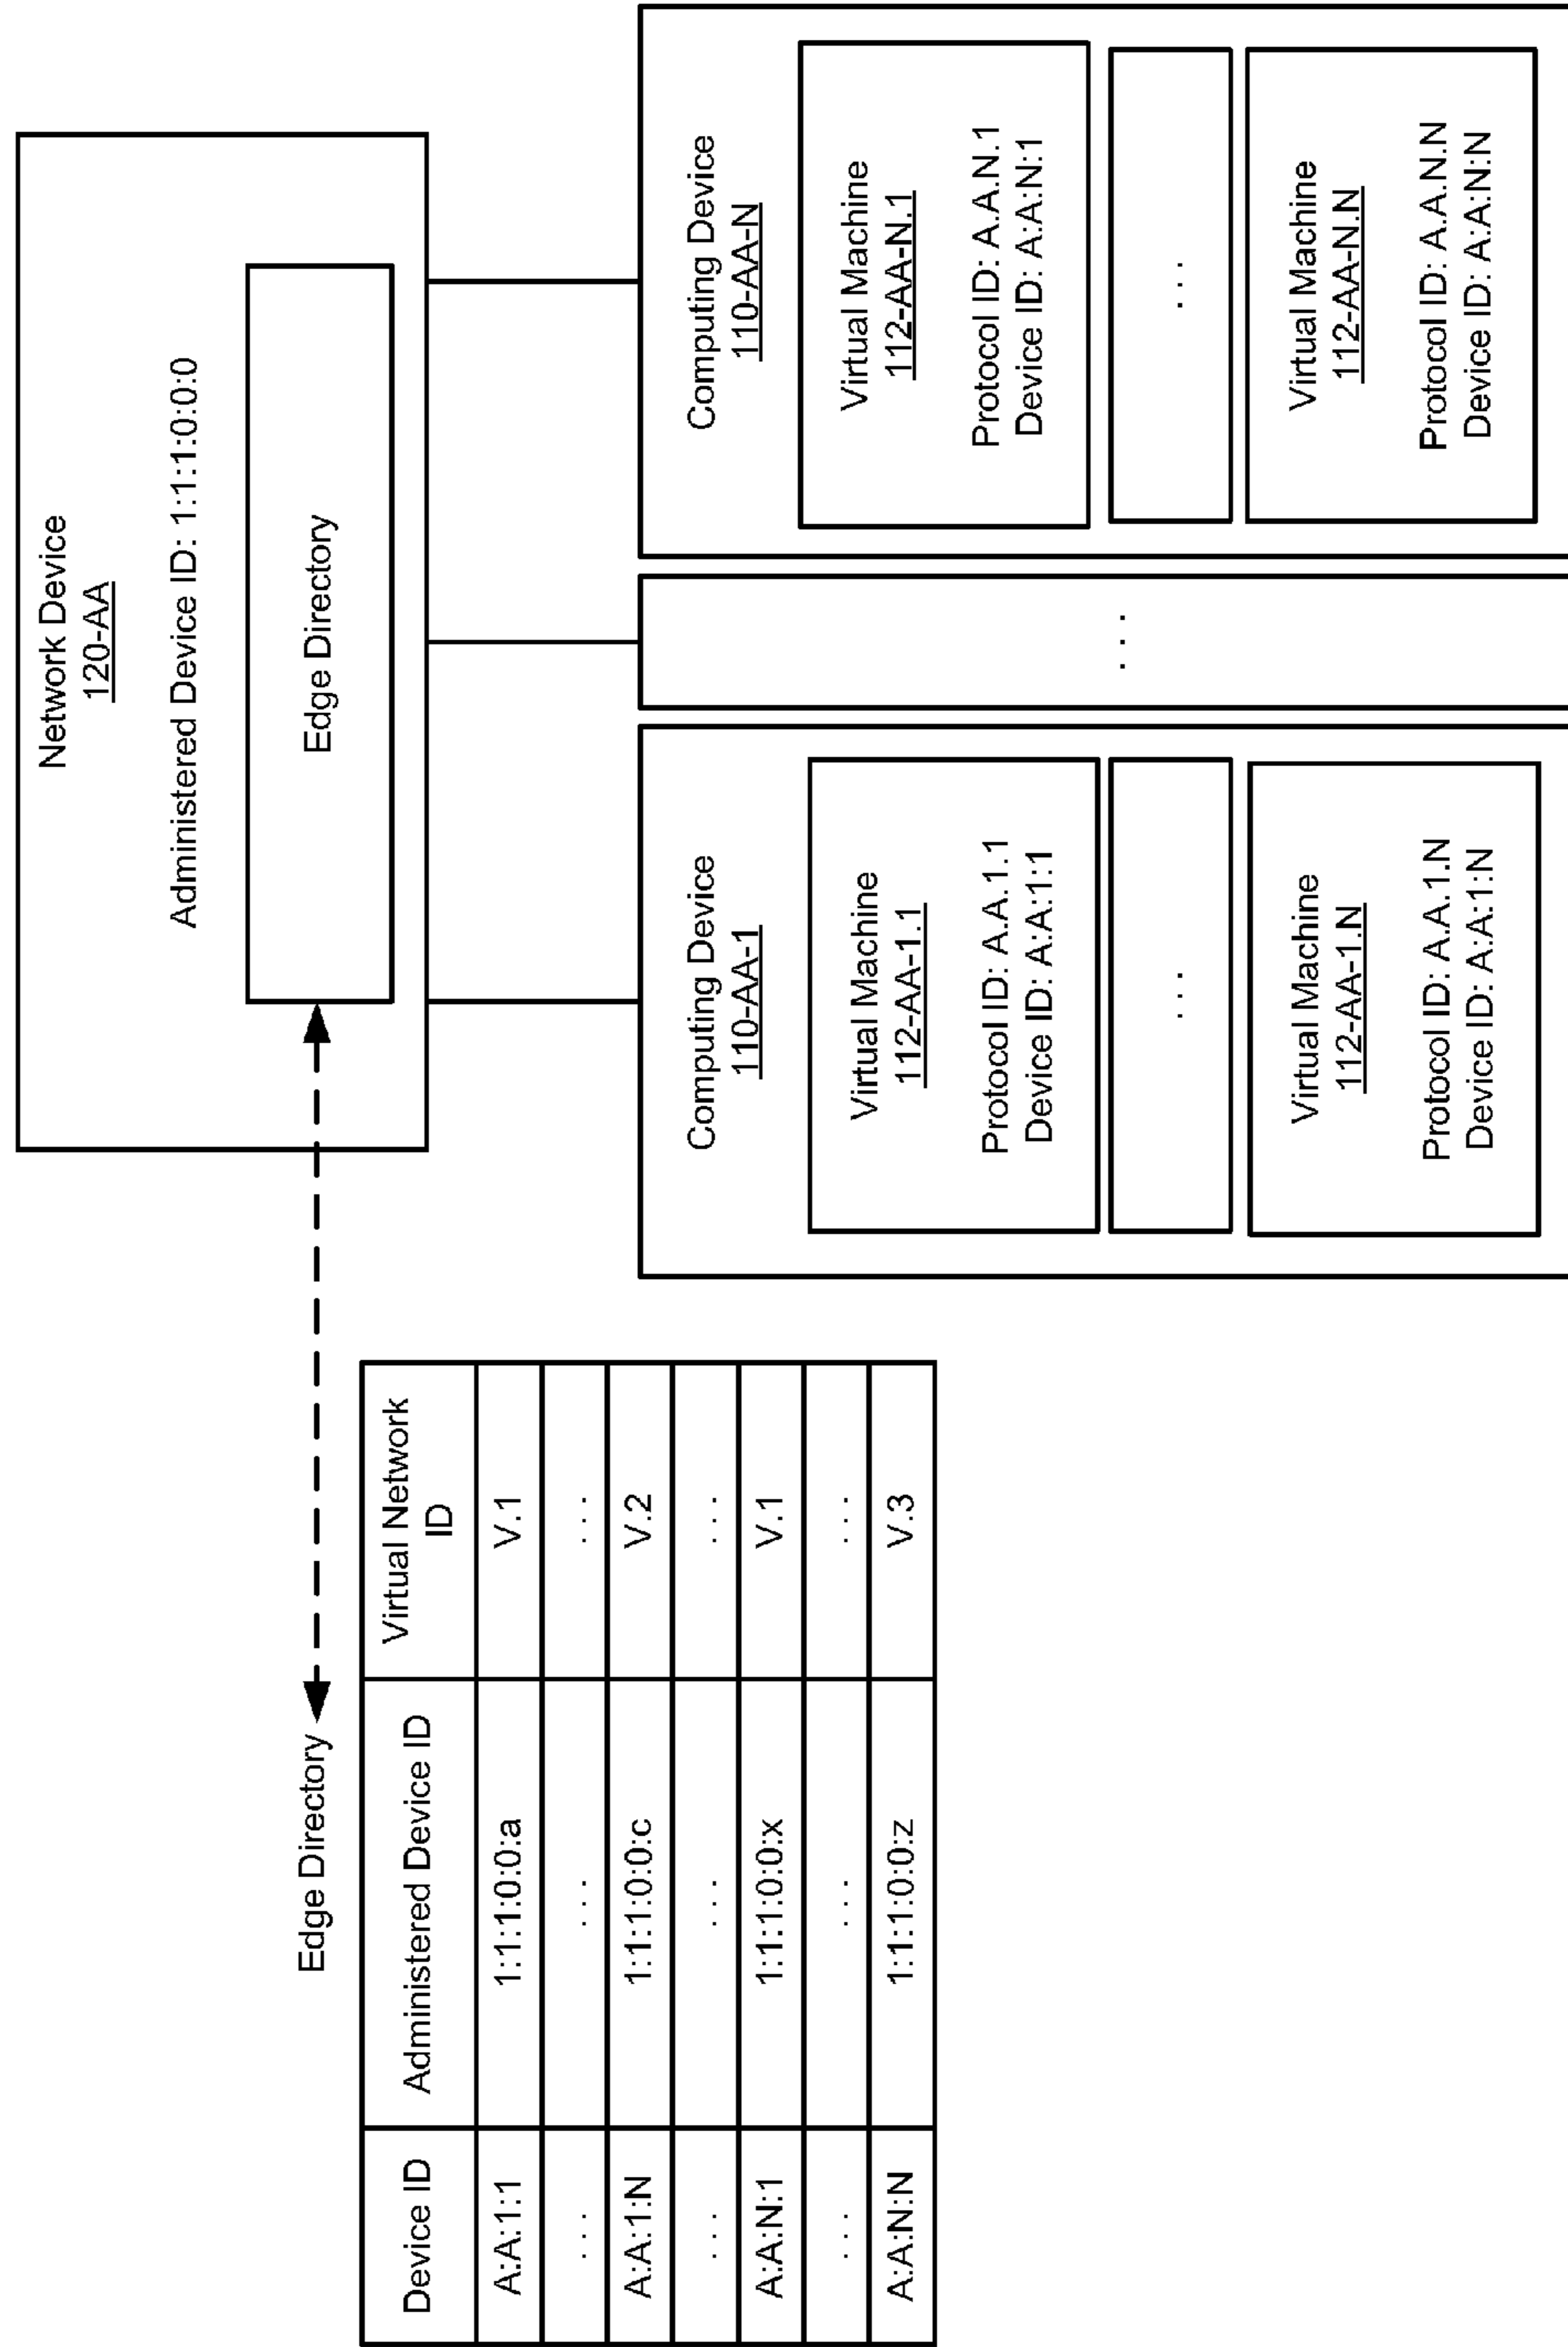 Edge Directory
Device ID Administered Device ID Virtual Network ID
A:A:1:1 1:1:1:0:0:a V.1
... ... ...
A:A:1:N 1:1:1:0:0:c V.2
... ... ...
A:A:N:1 1:1:1:0:0:x V.1
... ... ...
A:A:N:N 1:1:1:0:0:z V.3
Network Device
120-AA
Administered Device ID: 1:1:1:0:0:0
Edge Directory
Computing Device
110-AA-1
Virtual Machine
112-AA-1.1
Protocol ID: A.A.1.1
Device ID: A:A:1:1
...
Virtual Machine
112-AA-1.N
Protocol ID: A.A.1.N
Device ID: A:A:1:N
...
Computing Device
110-AA-N
Virtual Machine
112-AA-N.1
Protocol ID: A.A.N.1
Device ID: A:A:N:1
...
Virtual Machine
112-AA-N.N
Protocol ID: A.A.N.N
Device ID: A:A:N:N